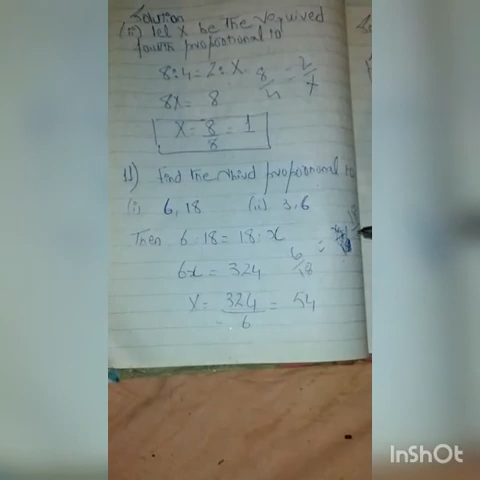 Solution
(ii) let X be the required
fourth proportional to
8:4 = 2:X 8/4 = 2/X
8X = 8
X = 8/8 = 1
11) Find the third proportional to
(i) 6, 18 (ii) 3, 6
Then 6:18 = 18:x
6x = 324 6/18 =
X = 324/6 = 54
InShOt